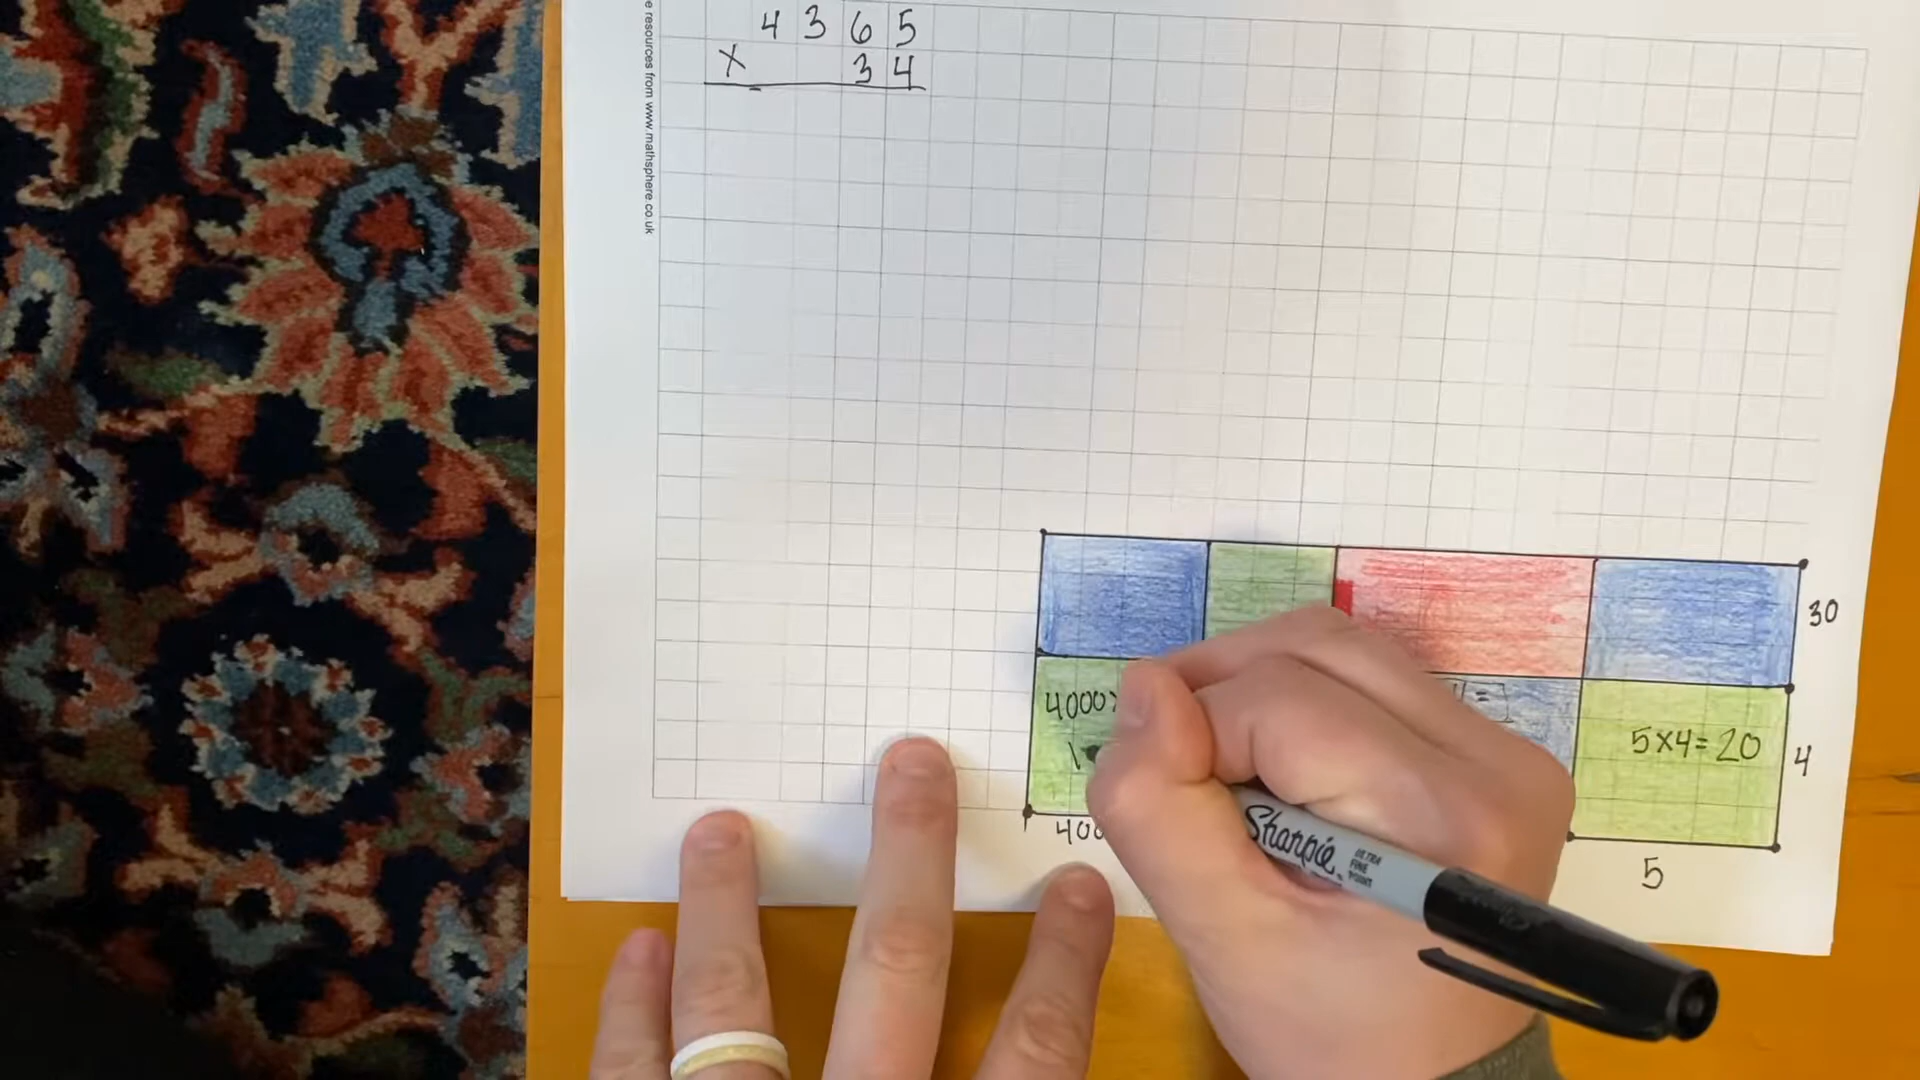 e resources from www.mathsphere.co.uk
4365
X 34
30
4000
4 =
5x4=20
4
400
5
Sharpie
ULTRA
FINE
POINT